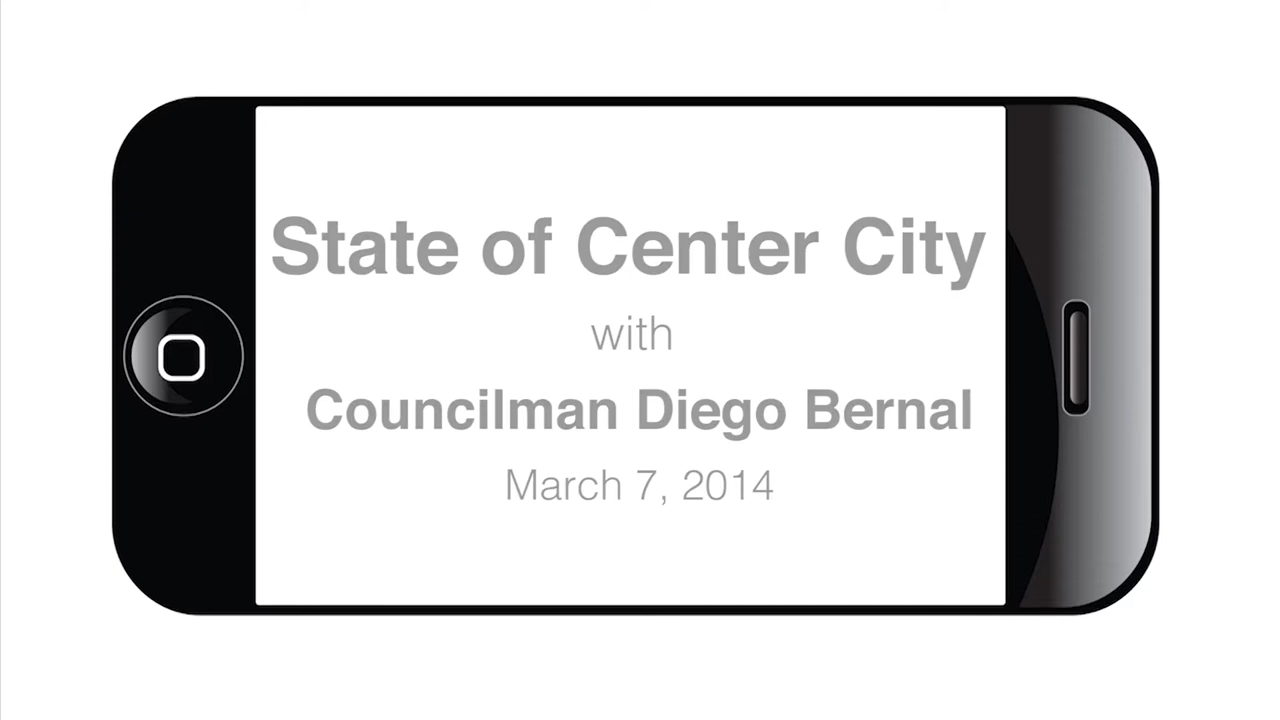 State of Center City
with
Councilman Diego Bernal
March 7, 2014